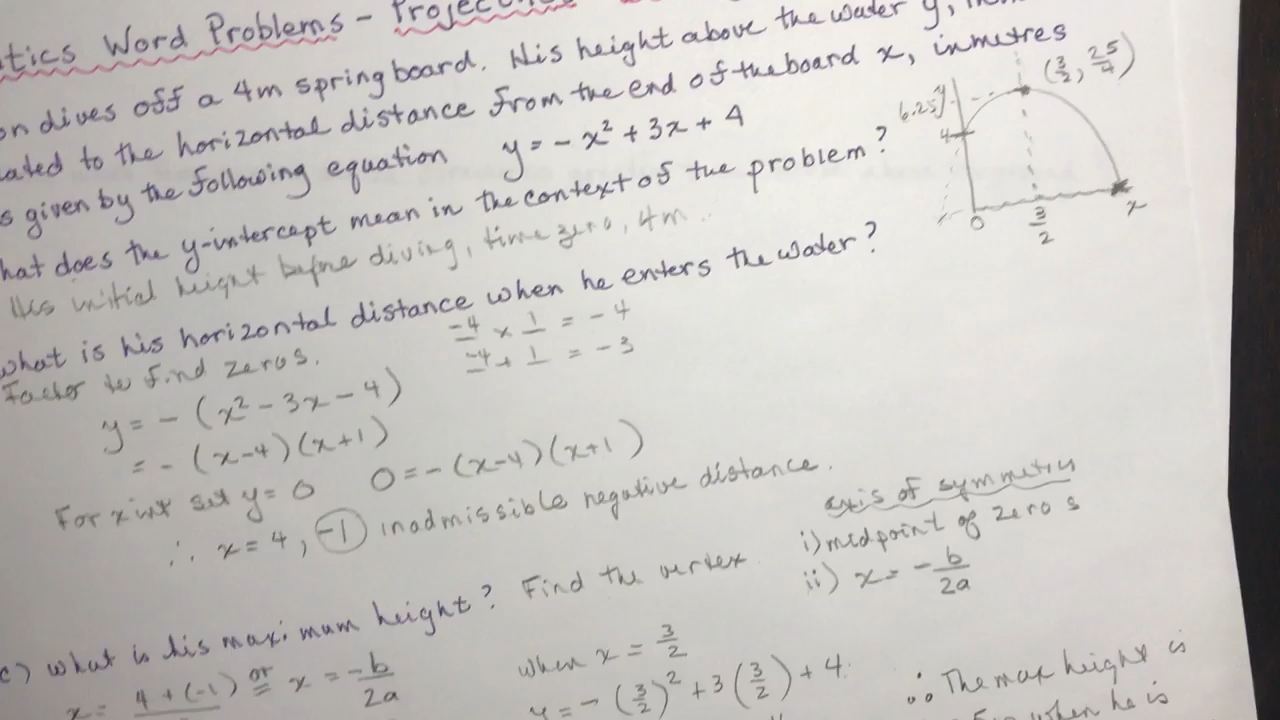 tics Word Problems - Projec
on dives off a 4m springboard. His height above the water y, in
ated to the horizontal distance from the end of the board x, in metres
s given by the following equation y = - x² + 3x + 4
hat does the y-intercept mean in the context of the problem?
His initial height before diving, time zero, 4m.
what is his horizontal distance when he enters the water?
Factor to find zeros.
-4 × 1 = -4
-4 + 1 = -3
y = - (x² - 3x - 4)
= - (x-4)(x+1)
For x int set y = 0 0 = - (x-4)(x+1)
∴ x = 4, -1 inadmissible negative distance.
axis of symmetry
i) midpoint of zeros
ii) x = - b/2a
c) what is his maximum height? Find the vertex
x = 4 + (-1) or x = -b/2a
when x = 3/2
y = - (3/2)² + 3(3/2) + 4.
∴ The max height is
when he is
(3/2, 25/4)
6.25
y
4
0
3/2
x